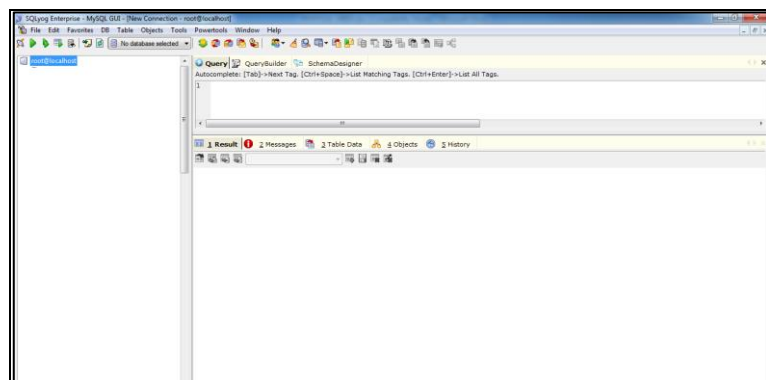 SQLyog Enterprise - MySQL GUI - [New Connection - root@localhost]
File Edit Favorites DB Table Objects Tools Powertools Window Help
No database selected
root@localhost
Query QueryBuilder SchemaDesigner
Autocomplete: [Tab]->Next Tag. [Ctrl+Space]->List Matching Tags. [Ctrl+Enter]->List All Tags.
1
1 Result 2 Messages 3 Table Data 4 Objects 5 History